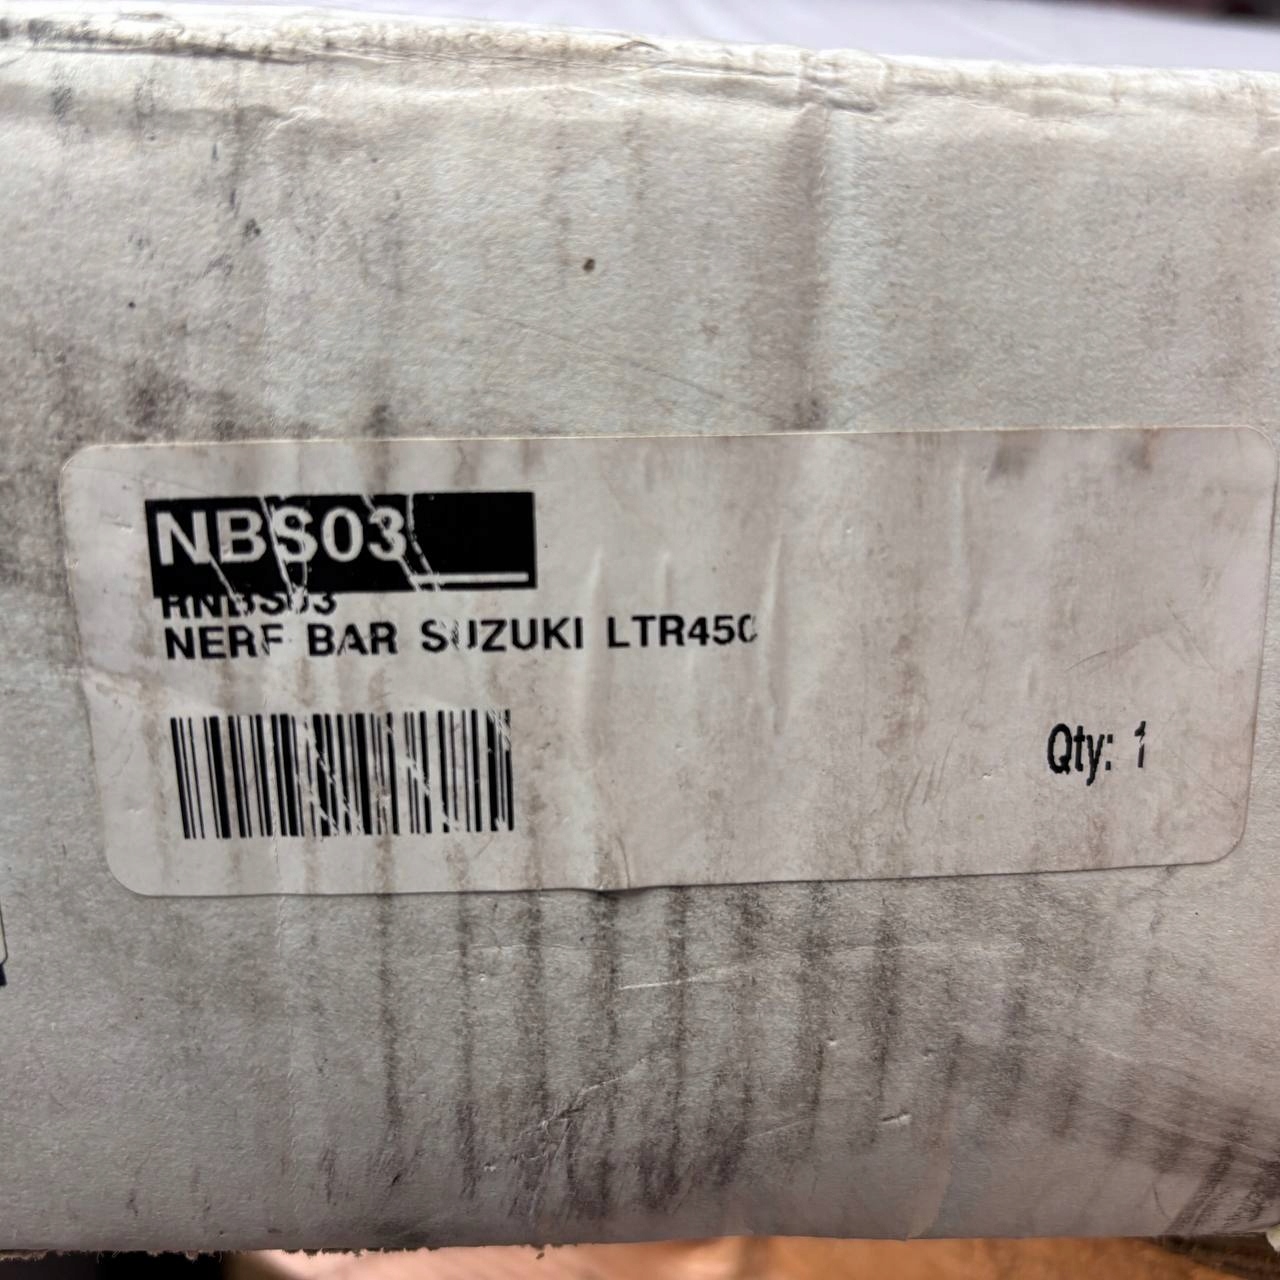 NBS03
RNBS03
NERF BAR SUZUKI LTR450
Qty: 1